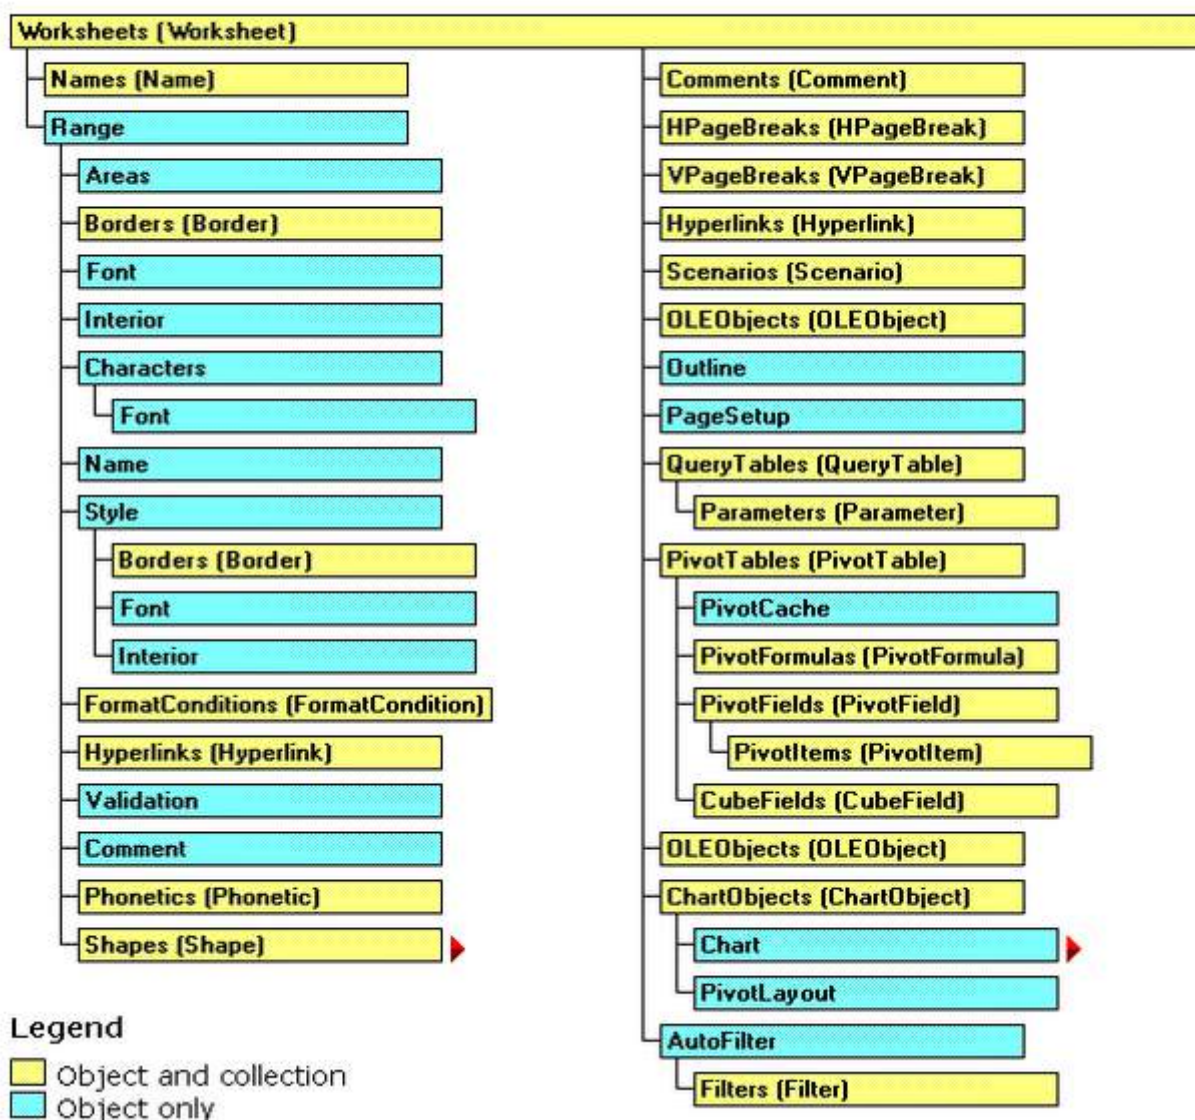 Worksheets (Worksheet)
Names (Name)
Range
Areas
Borders (Border)
Font
Interior
Characters
Font
Name
Style
Borders (Border)
Font
Interior
FormatConditions (FormatCondition)
Hyperlinks (Hyperlink)
Validation
Comment
Phonetics (Phonetic)
Shapes (Shape)
Comments (Comment)
HPageBreaks (HPageBreak)
VPageBreaks (VPageBreak)
Hyperlinks (Hyperlink)
Scenarios (Scenario)
OLEObjects (OLEObject)
Outline
PageSetup
QueryTables (QueryTable)
Parameters (Parameter)
PivotTables (PivotTable)
PivotCache
PivotFormulas (PivotFormula)
PivotFields (PivotField)
PivotItems (PivotItem)
CubeFields (CubeField)
OLEObjects (OLEObject)
ChartObjects (ChartObject)
Chart
PivotLayout
AutoFilter
Filters (Filter)
Legend
Object and collection
Object only